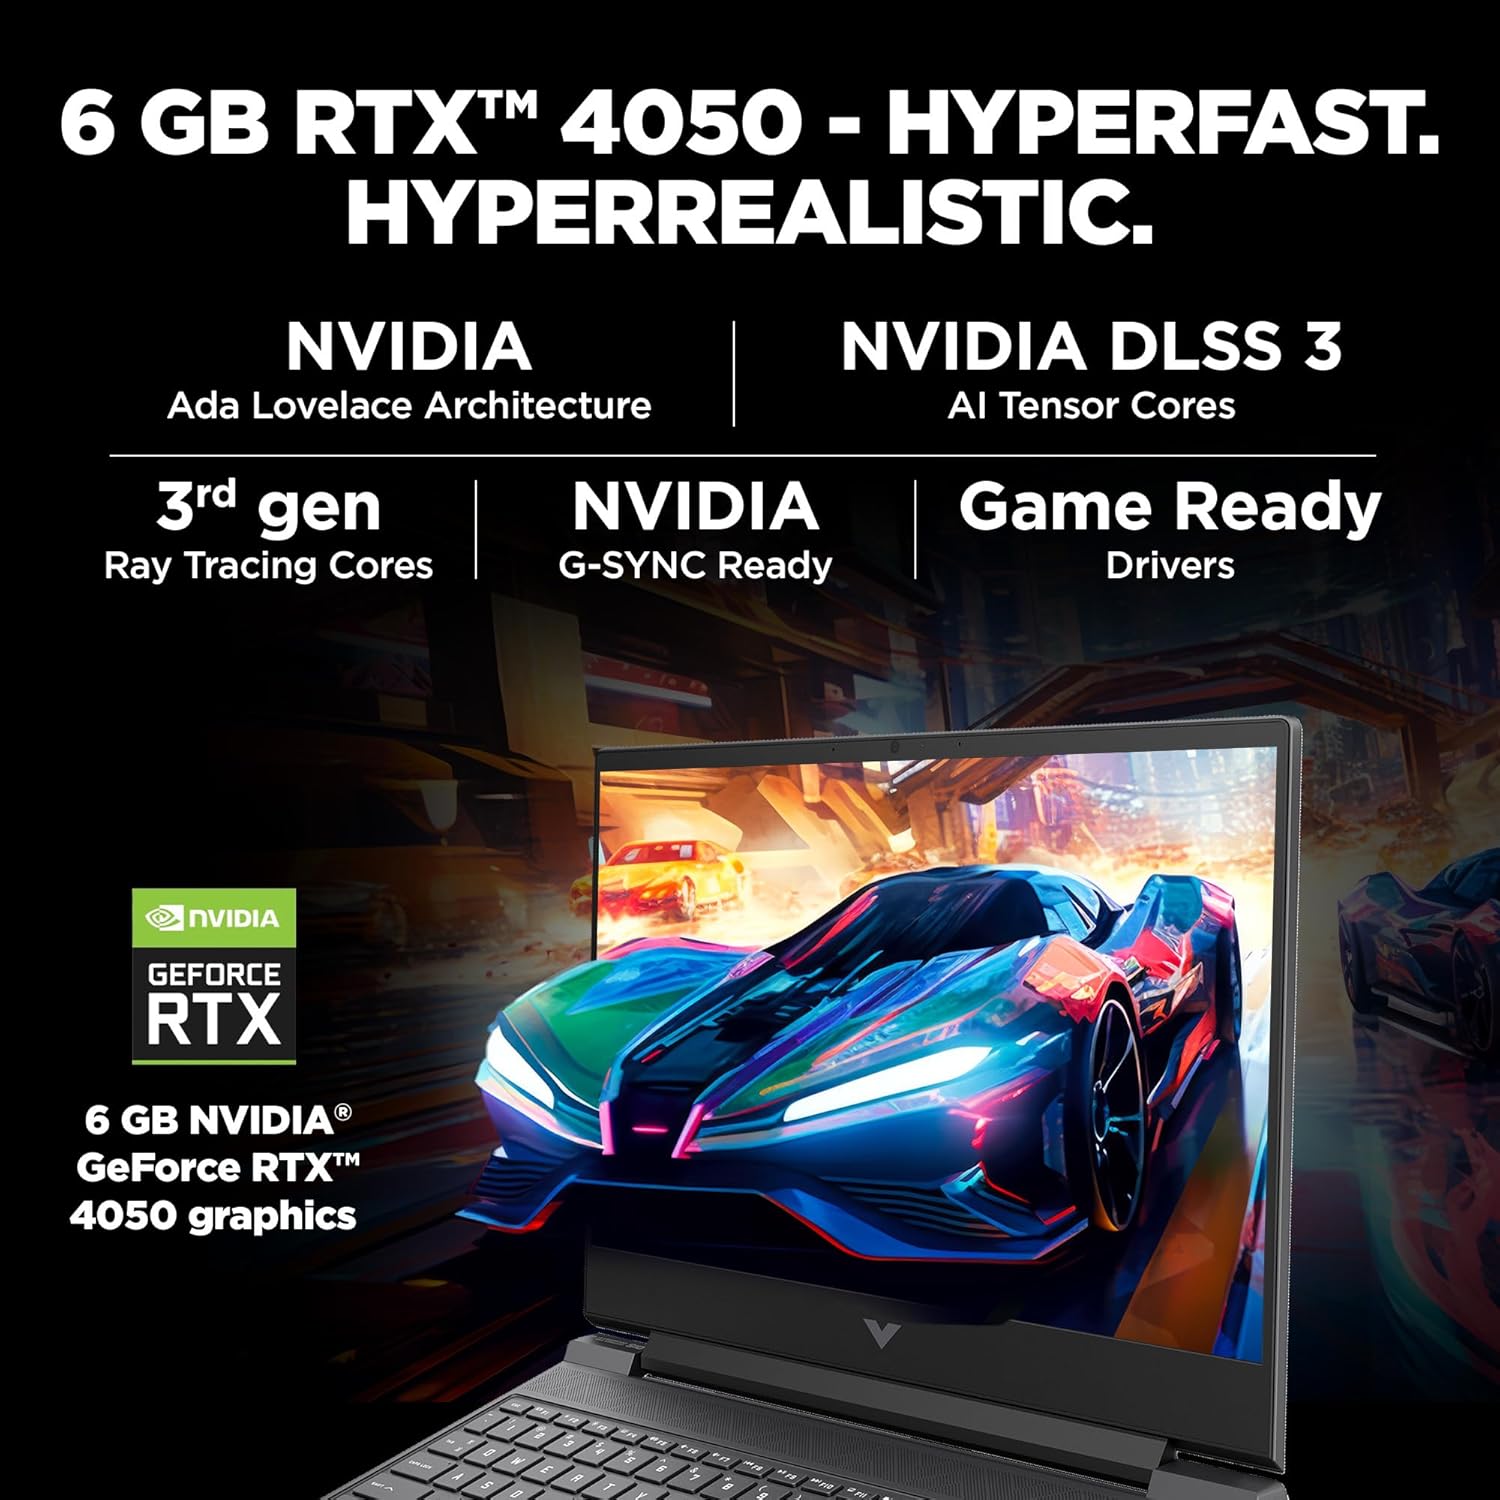 6 GB RTX™ 4050 - HYPERFAST.
HYPERREALISTIC.
NVIDIA
Ada Lovelace Architecture
NVIDIA DLSS 3
AI Tensor Cores
3rd gen
Ray Tracing Cores
NVIDIA
G-SYNC Ready
Game Ready
Drivers
NVIDIA
GEFORCE
RTX
6 GB NVIDIA®
GeForce RTX™
4050 graphics